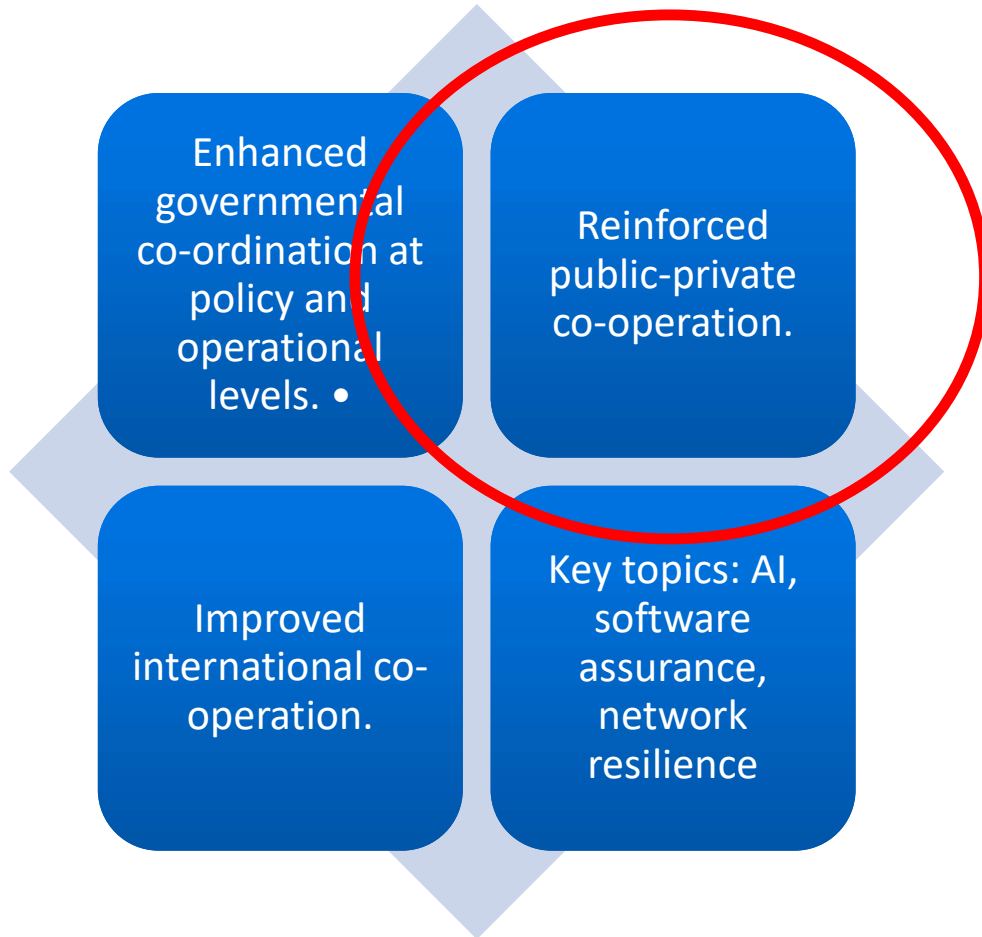 Enhanced
governmental
co-ordination at
policy and
operational
levels. •
Reinforced
public-private
co-operation.
Improved
international co-
operation.
Key topics: AI,
software
assurance,
network
resilience